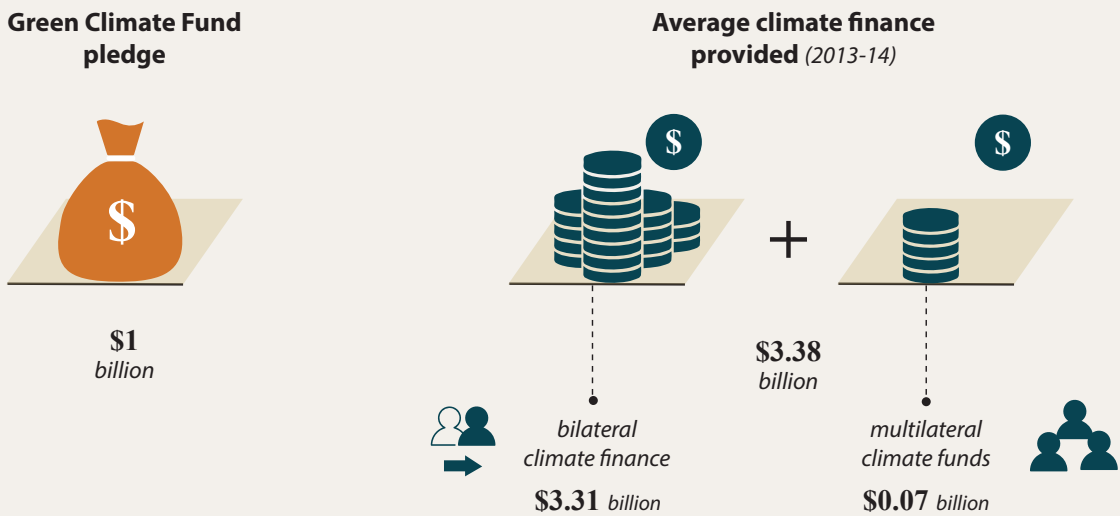 Green Climate Fund
pledge
$
$1
billion
Average climate finance
provided (2013-14)
$
$
+
$3.38
billion
bilateral
climate finance
$3.31 billion
multilateral
climate funds
$0.07 billion